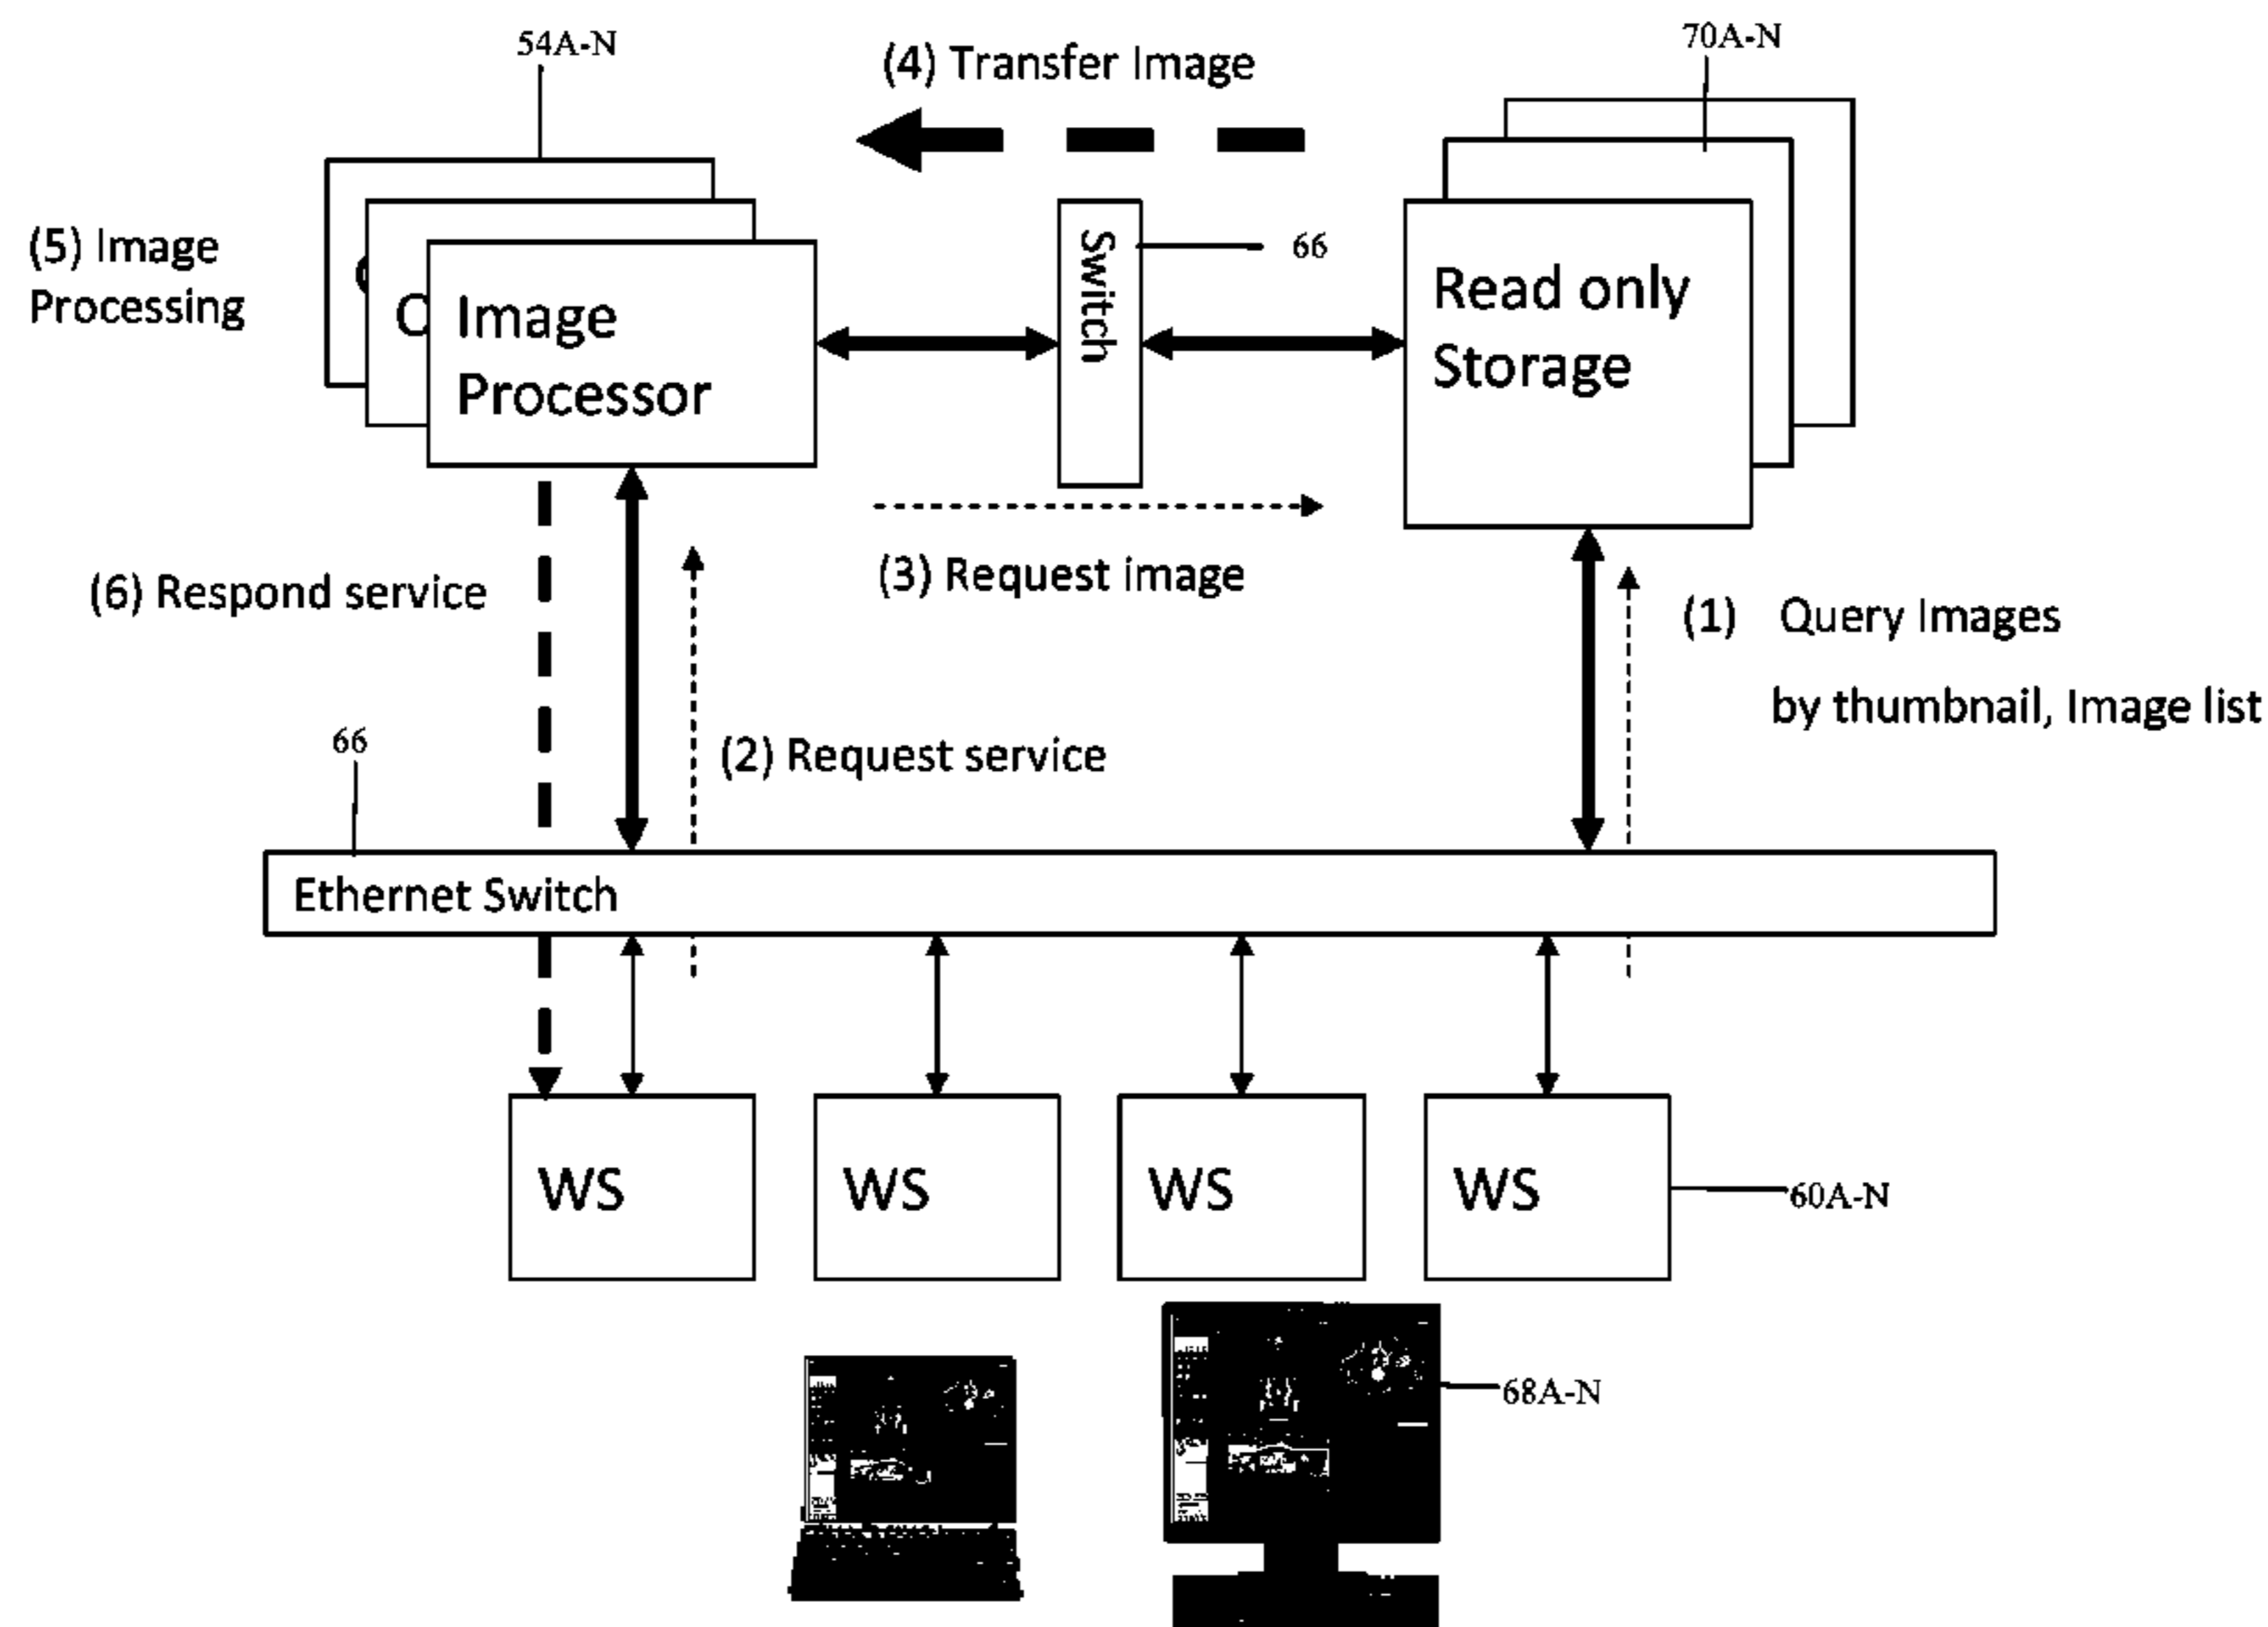 54A-N
(4) Transfer Image
70A-N
(5) Image
Processing
C
Image
Processor
Switch
66
Read only
Storage
(6) Respond service
(3) Request image
(1) Query Images
by thumbnail, Image list
66
(2) Request service
Ethernet Switch
WS
WS
WS
WS
60A-N
68A-N